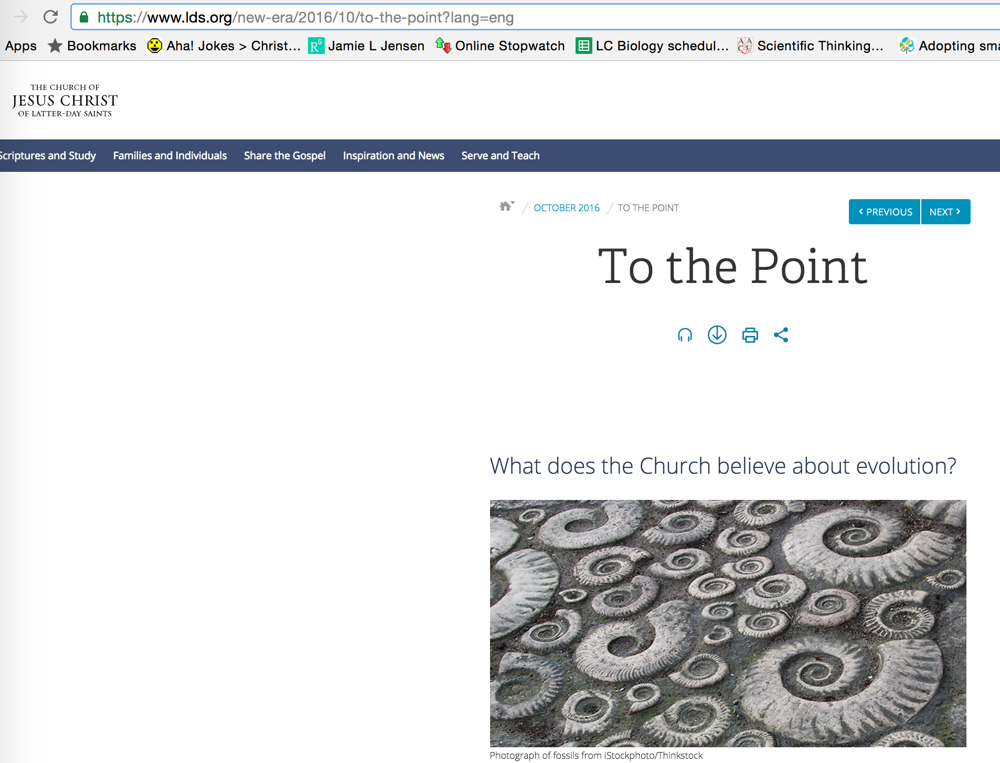 https://www.lds.org/new-era/2016/10/to-the-point?lang=eng
Apps Bookmarks Aha! Jokes > Christ... Jamie L Jensen Online Stopwatch LC Biology schedul... Scientific Thinking... Adopting sma
THE CHURCH OF
JESUS CHRIST
OF LATTER-DAY SAINTS
Scriptures and Study Families and Individuals Share the Gospel Inspiration and News Serve and Teach
/ OCTOBER 2016 / TO THE POINT
‹ PREVIOUS NEXT ›
To the Point
What does the Church believe about evolution?
Photograph of fossils from iStockphoto/Thinkstock